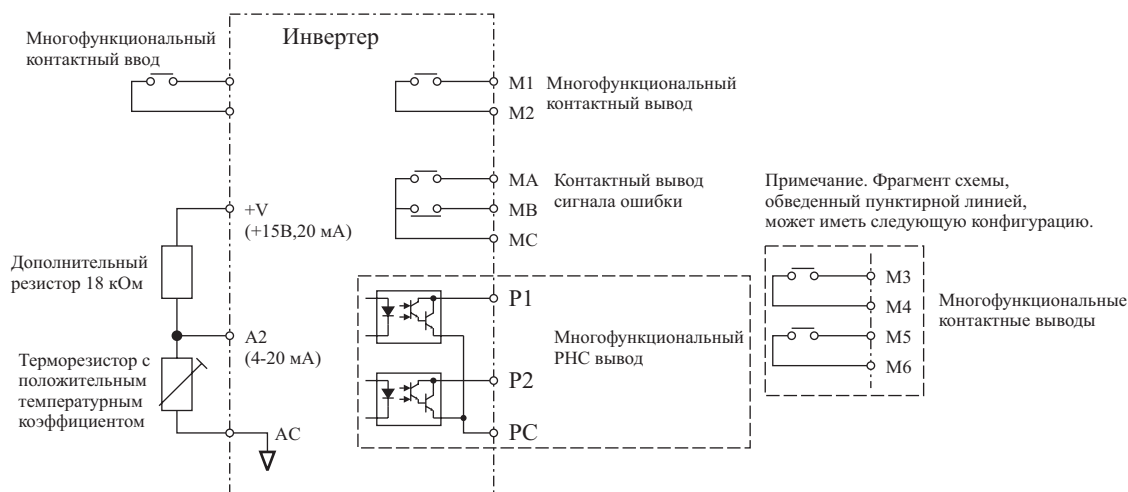 Инвертер
Многофункциональный
контактный ввод
M1
Многофункциональный
контактный вывод
M2
MA
Контактный вывод
сигнала ошибки
MB
MC
Примечание. Фрагмент схемы,
обведенный пунктирной линией,
может иметь следующую конфигурацию.
+V
(+15В,20 мА)
Дополнительный
резистор 18 кОм
A2
(4-20 мА)
Терморезистор с
положительным
температурным
коэффициентом
AC
P1
Многофункциональный
PHC вывод
P2
PC
M3
M4
M5
M6
Многофункциональные
контактные выводы